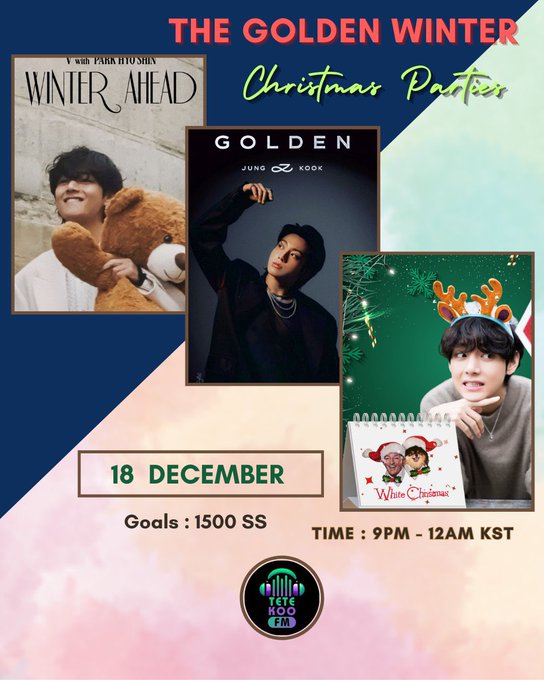 THE GOLDEN WINTER
Christmas Parties
V with PARK HYO SHIN
WINTER AHEAD
GOLDEN
JUNG KOOK
White Christmas
18 DECEMBER
Goals : 1500 SS
TIME : 9PM - 12AM KST
TETE
KOO
FM